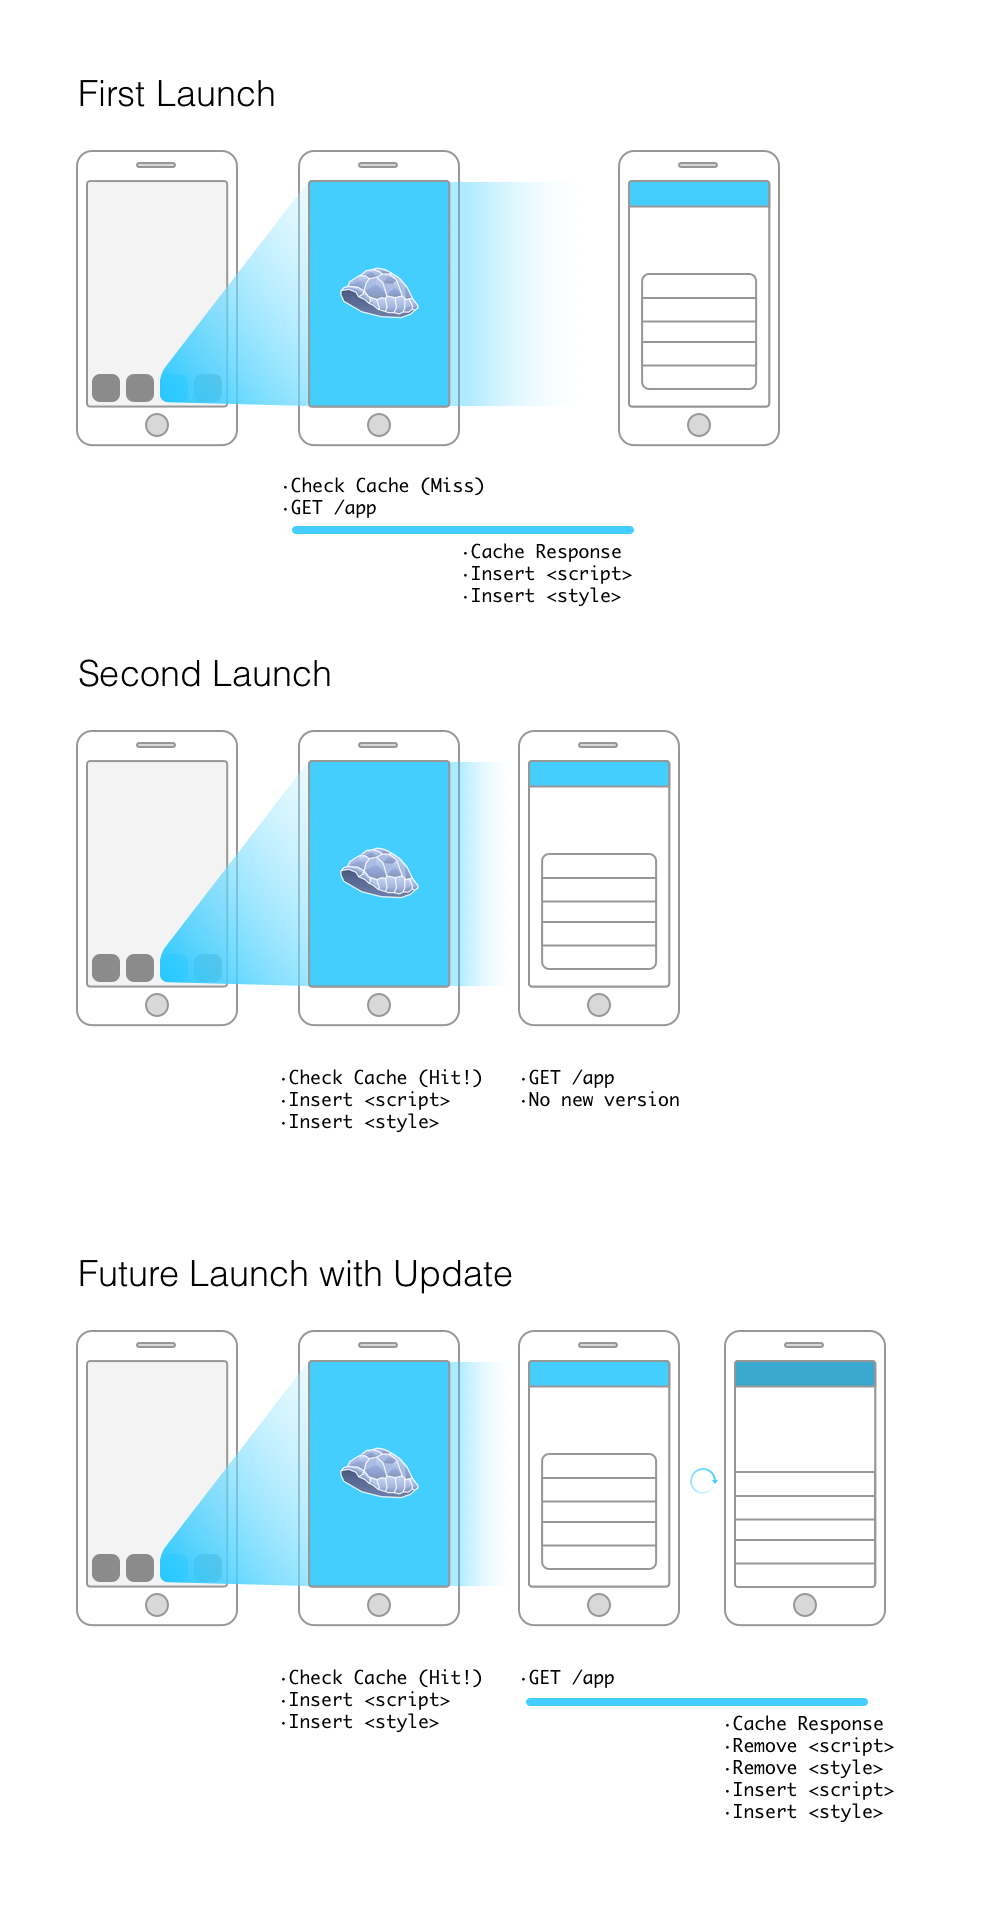 First Launch
·Check Cache (Miss)
·GET /app
·Cache Response
·Insert <script>
·Insert <style>
Second Launch
·Check Cache (Hit!)
·Insert <script>
·Insert <style>
·GET /app
·No new version
Future Launch with Update
·Check Cache (Hit!)
·Insert <script>
·Insert <style>
·GET /app
·Cache Response
·Remove <script>
·Remove <style>
·Insert <script>
·Insert <style>